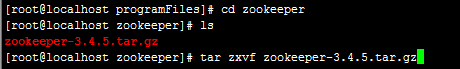 [root@localhost programFiles]# cd zookeeper
[root@localhost zookeeper]# ls
zookeeper-3.4.5.tar.gz
[root@localhost zookeeper]# tar zxvf zookeeper-3.4.5.tar.gz